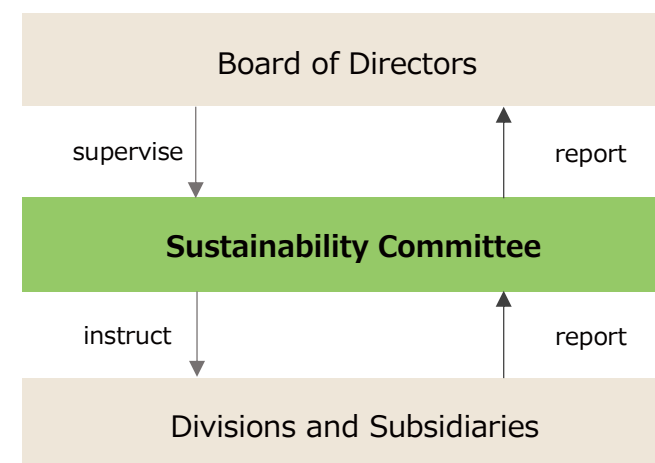 Board of Directors
supervise
report
Sustainability Committee
instruct
report
Divisions and Subsidiaries